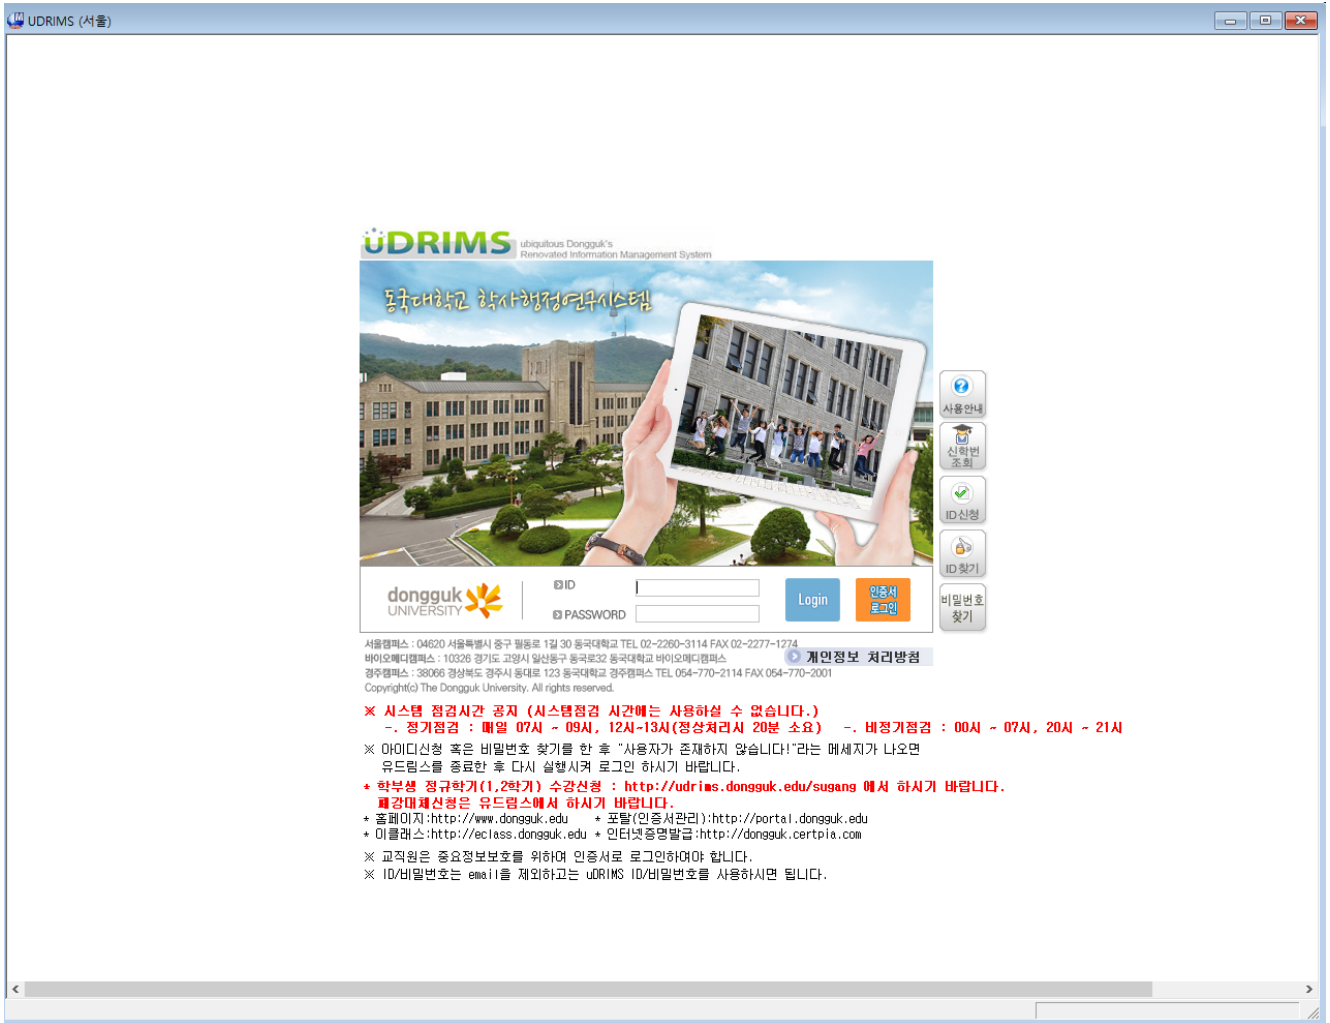 UDRIMS (서울)
uDRIMS ubiquitous Dongguk's
Renovated Information Management System
동국대학교 학사행정연구시스템
사용안내
신학번
조회
ID신청
ID찾기
비밀번호
찾기
dongguk
UNIVERSITY
ID
PASSWORD
Login
인증서
로그인
서울캠퍼스 : 04620 서울특별시 중구 필동로 1길 30 동국대학교 TEL 02-2260-3114 FAX 02-2277-1274
바이오메디캠퍼스 : 10326 경기도 고양시 일산동구 동국로32 동국대학교 바이오메디캠퍼스
개인정보 처리방침
경주캠퍼스 : 38066 경상북도 경주시 동대로 123 동국대학교 경주캠퍼스 TEL 054-770-2114 FAX 054-770-2001
Copyright(c) The Dongguk University. All rights reserved.
※ 시스템 점검시간 공지 (시스템점검 시간에는 사용하실 수 없습니다.)
-. 정기점검 : 매일 07시 ~ 09시, 12시~13시(정상처리시 20분 소요) -. 비정기점검 : 00시 ~ 07시, 20시 ~ 21시
※ 아이디신청 혹은 비밀번호 찾기를 한 후 "사용자가 존재하지 않습니다!"라는 메세지가 나오면
유드림스를 종료한 후 다시 실행시켜 로그인 하시기 바랍니다.
* 학부생 정규학기(1,2학기) 수강신청 : http://udrims.dongguk.edu/sugang 에서 하시기 바랍니다.
폐강대체신청은 유드림스에서 하시기 바랍니다.
* 홈페이지:http://www.dongguk.edu * 포탈(인증서관리):http://portal.dongguk.edu
* 이클래스:http://eclass.dongguk.edu * 인터넷증명발급:http://dongguk.certpia.com
※ 교직원은 중요정보보호를 위하여 인증서로 로그인하여야 합니다.
※ ID/비밀번호는 email을 제외하고는 uDRIMS ID/비밀번호를 사용하시면 됩니다.